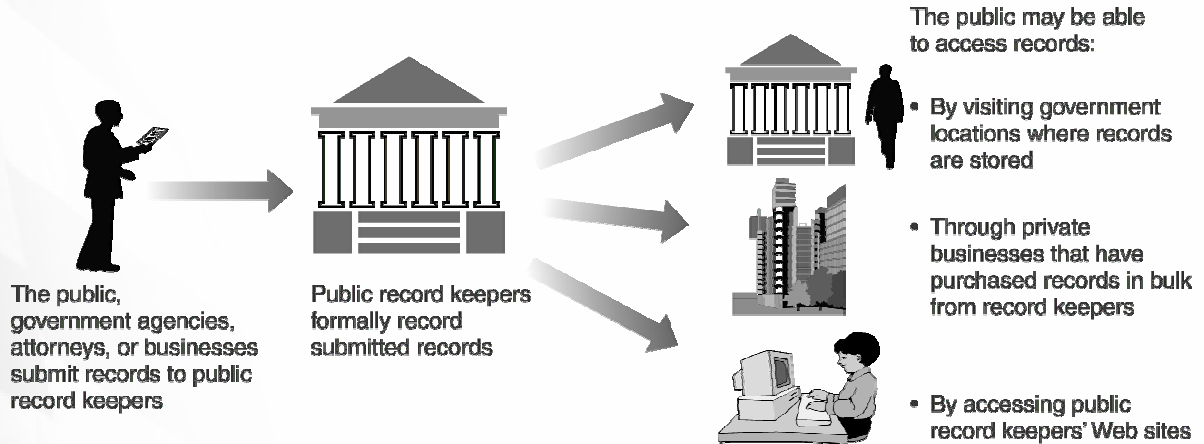 The public,
government agencies,
attorneys, or businesses
submit records to public
record keepers
Public record keepers
formally record
submitted records
The public may be able
to access records:
• By visiting government
locations where records
are stored
• Through private
businesses that have
purchased records in bulk
from record keepers
• By accessing public
record keepers' Web sites